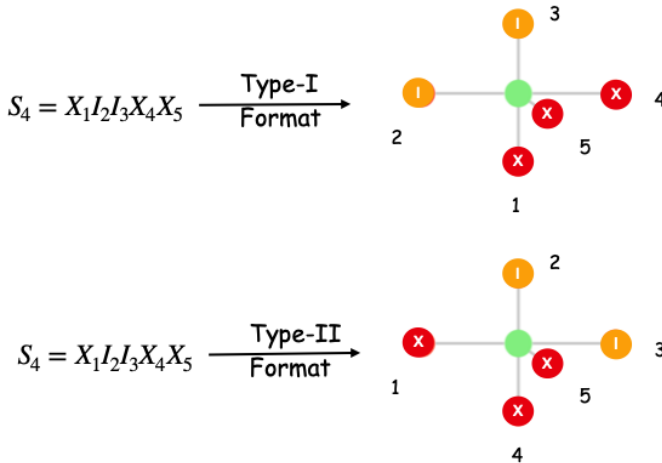 3
I
Type-I
S₄ = X₁I₂I₃X₄X₅
I
X
4
Format
X
2
5
X
1
I
2
Type-II
S₄ = X₁I₂I₃X₄X₅
X
I
3
Format
X
1
5
X
4